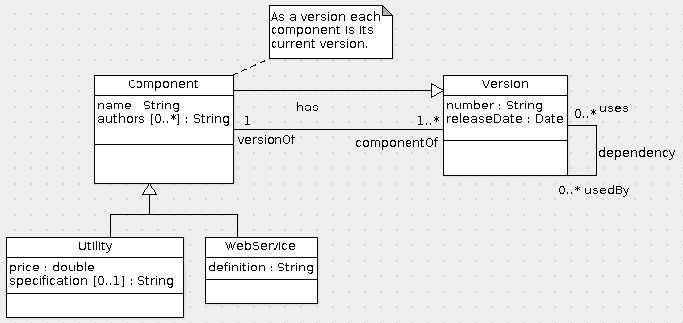 As a version each
component is its
current version.
Component
name   String
authors [0..*] : String
Version
number : String
releaseDate : Date
has
1
1..*
versionOf
componentOf
0..* uses
dependency
0..* usedBy
Utility
price : double
specification [0..1] : String
WebService
definition : String